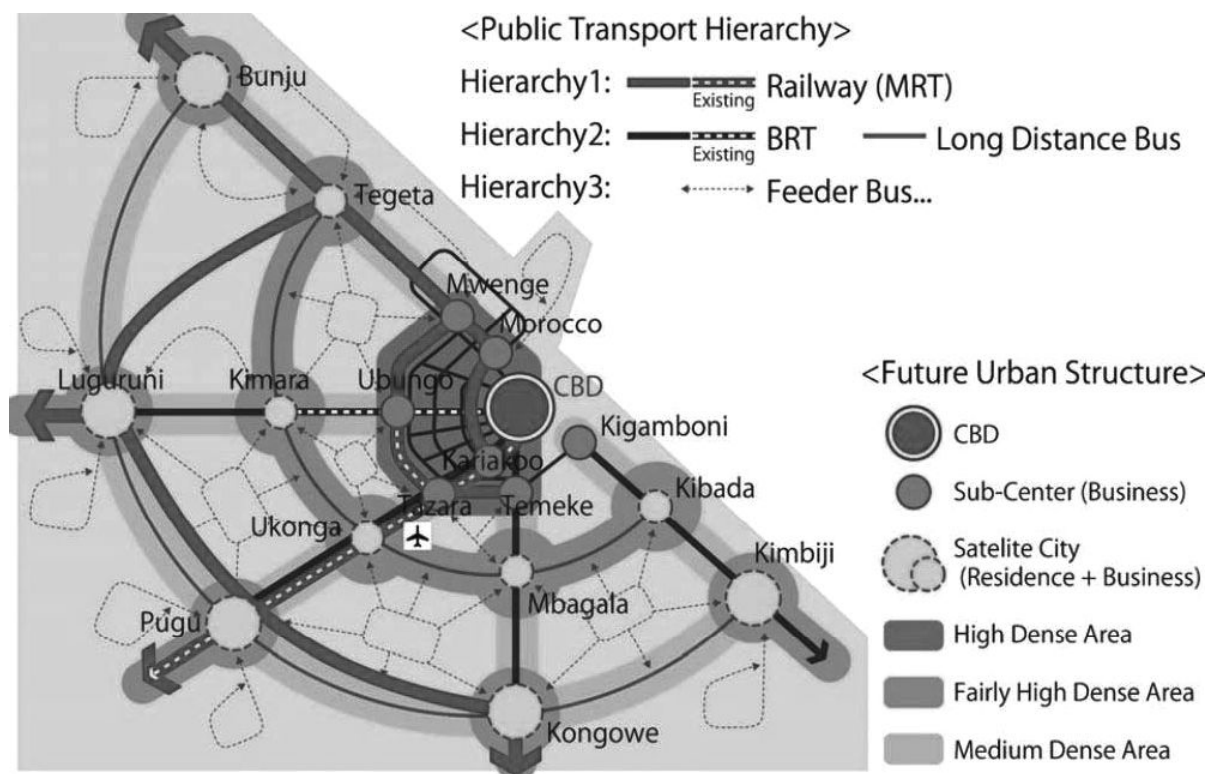 <Public Transport Hierarchy>
Hierarchy1: Existing Railway (MRT)
Hierarchy2: Existing BRT Long Distance Bus
Hierarchy3: Feeder Bus...
Bunju
Tegeta
Mwenge
Morocco
Luguruni Kimara Ubungo CBD
Kigamboni
Kariakoo
Tazara Temeke Kibada
Ukonga
Kimbiji
Mbagala
Pugu
Kongowe
<Future Urban Structure>
CBD
Sub-Center (Business)
Satelite City
(Residence + Business)
High Dense Area
Fairly High Dense Area
Medium Dense Area